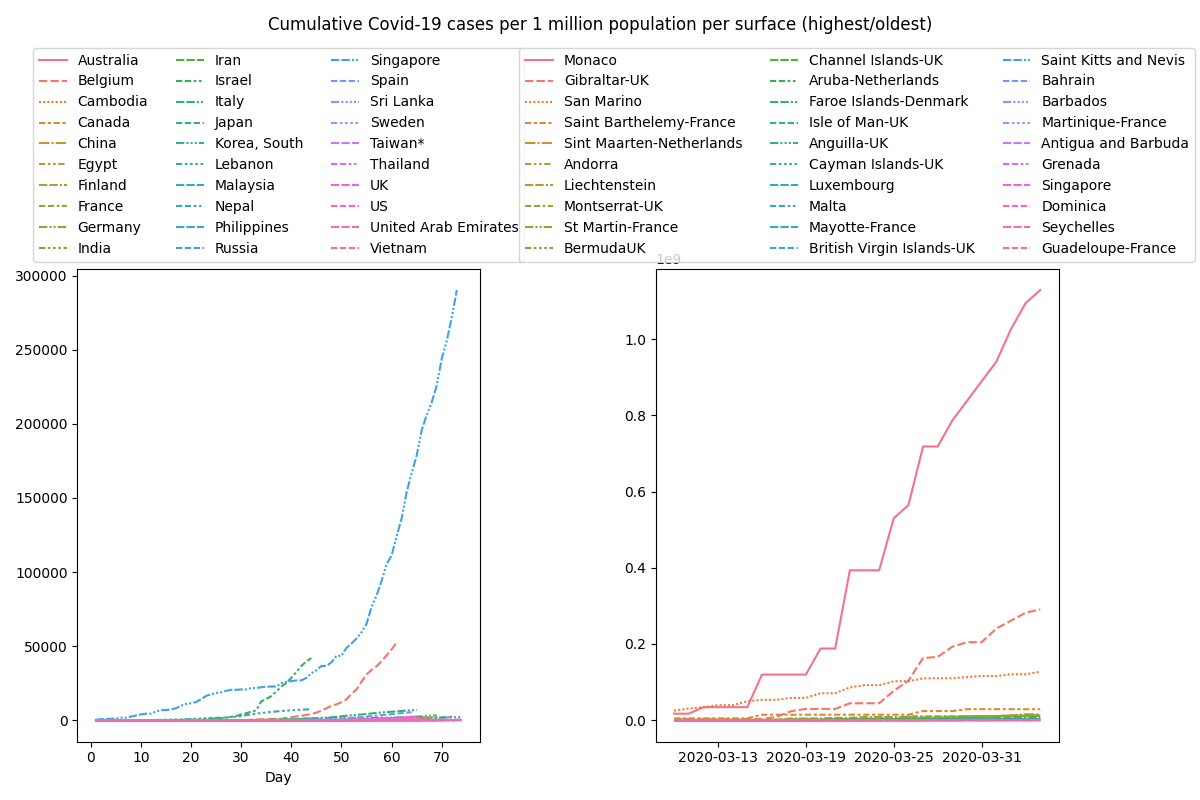 Cumulative Covid-19 cases per 1 million population per surface (highest/oldest)
Australia
Belgium
Cambodia
Canada
China
Egypt
Finland
France
Germany
India
Iran
Israel
Italy
Japan
Korea, South
Lebanon
Malaysia
Nepal
Philippines
Russia
Singapore
Spain
Sri Lanka
Sweden
Taiwan*
Thailand
UK
US
United Arab Emirates
Vietnam
Monaco
Gibraltar-UK
San Marino
Saint Barthelemy-France
Sint Maarten-Netherlands
Andorra
Liechtenstein
Montserrat-UK
St Martin-France
BermudaUK
Channel Islands-UK
Aruba-Netherlands
Faroe Islands-Denmark
Isle of Man-UK
Anguilla-UK
Cayman Islands-UK
Luxembourg
Malta
Mayotte-France
British Virgin Islands-UK
Saint Kitts and Nevis
Bahrain
Barbados
Martinique-France
Antigua and Barbuda
Grenada
Singapore
Dominica
Seychelles
Guadeloupe-France
300000
250000
200000
150000
100000
50000
0
0 10 20 30 40 50 60 70
Day
1e9
1.0
0.8
0.6
0.4
0.2
0.0
2020-03-13 2020-03-19 2020-03-25 2020-03-31